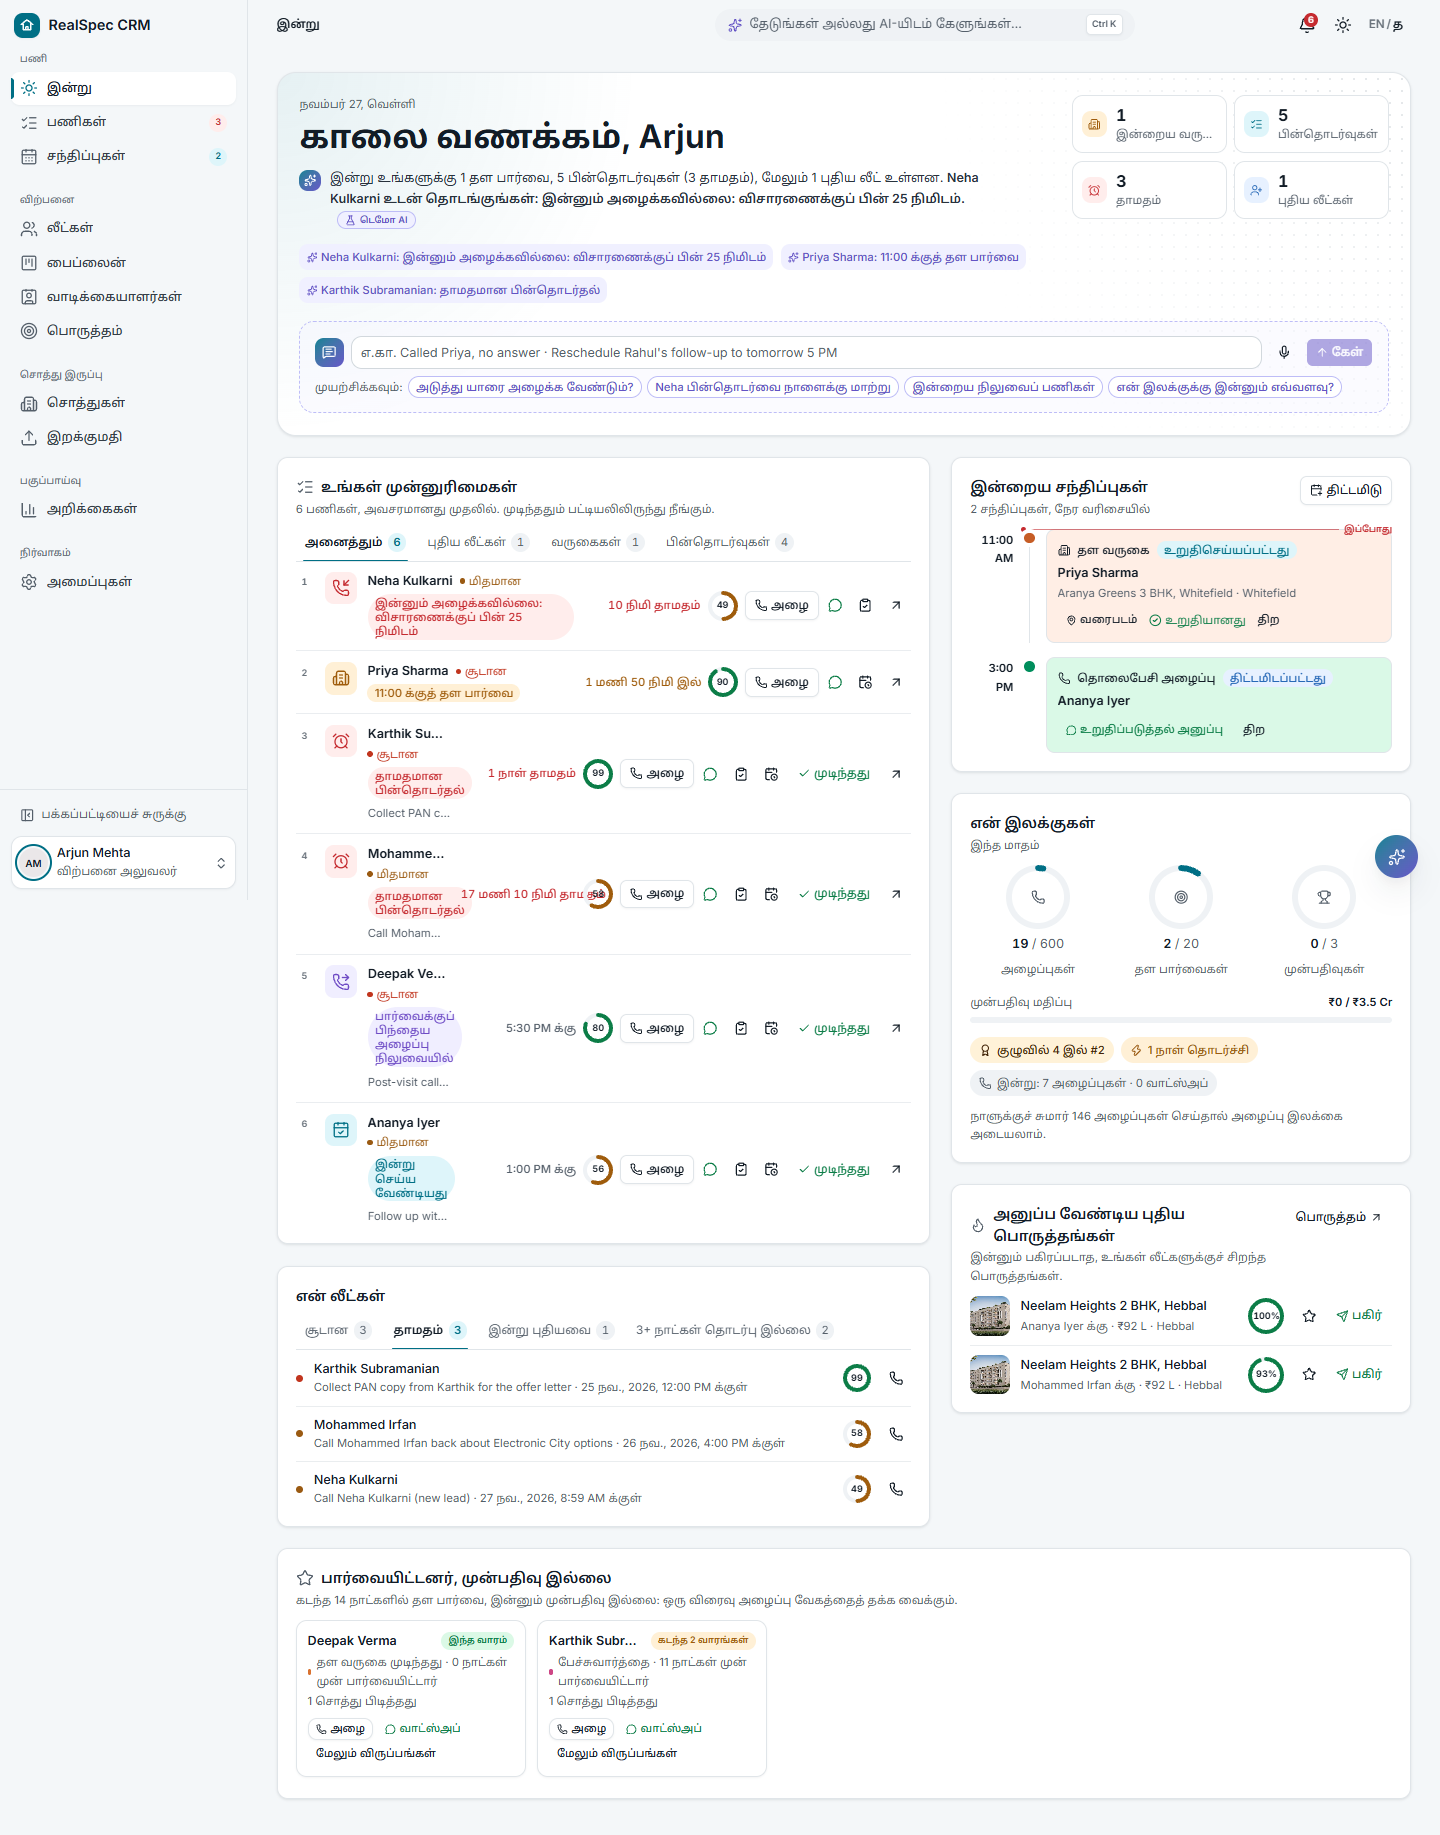 RealSpec CRM
பணி
இன்று
பணிகள் 3
சந்திப்புகள் 2
விற்பனை
லீட்கள்
பைப்லைன்
வாடிக்கையாளர்கள்
பொருத்தம்
சொத்து இருப்பு
சொத்துகள்
இறக்குமதி
பகுப்பாய்வு
அறிக்கைகள்
நிர்வாகம்
அமைப்புகள்
பக்கப்பட்டியைச் சுருக்கு
AM
Arjun Mehta
விற்பனை அலுவலர்
இன்று
தேடுங்கள் அல்லது AI-யிடம் கேளுங்கள்...
Ctrl K
6
EN / த
நவம்பர் 27, வெள்ளி
காலை வணக்கம், Arjun
இன்று உங்களுக்கு 1 தள பார்வை, 5 பின்தொடர்வுகள் (3 தாமதம்), மேலும் 1 புதிய லீட் உள்ளன. Neha
Kulkarni உடன் தொடங்குங்கள்: இன்னும் அழைக்கவில்லை: விசாரணைக்குப் பின் 25 நிமிடம்.
டெமோ AI
1
இன்றைய வரு...
5
பின்தொடர்வுகள்
3
தாமதம்
1
புதிய லீட்கள்
Neha Kulkarni: இன்னும் அழைக்கவில்லை: விசாரணைக்குப் பின் 25 நிமிடம்
Priya Sharma: 11:00 க்குத் தள பார்வை
Karthik Subramanian: தாமதமான பின்தொடர்தல்
எ.கா. Called Priya, no answer · Reschedule Rahul's follow-up to tomorrow 5 PM
கேள்
முயற்சிக்கவும்:
அடுத்து யாரை அழைக்க வேண்டும்?
Neha பின்தொடர்வை நாளைக்கு மாற்று
இன்றைய நிலுவைப் பணிகள்
என் இலக்குக்கு இன்னும் எவ்வளவு?
உங்கள் முன்னுரிமைகள்
6 பணிகள், அவசரமானது முதலில். முடிந்ததும் பட்டியலிலிருந்து நீங்கும்.
அனைத்தும் 6
புதிய லீட்கள் 1
வருகைகள் 1
பின்தொடர்வுகள் 4
1
Neha Kulkarni
மிதமான
இன்னும் அழைக்கவில்லை:
விசாரணைக்குப் பின் 25
நிமிடம்
10 நிமி தாமதம்
49
அழை
2
Priya Sharma
சூடான
11:00 க்குத் தள பார்வை
1 மணி 50 நிமி இல்
90
அழை
3
Karthik Su...
சூடான
தாமதமான
பின்தொடர்தல்
Collect PAN c...
1 நாள் தாமதம்
99
அழை
முடிந்தது
4
Mohamme...
மிதமான
தாமதமான
பின்தொடர்தல்
Call Moham...
17 மணி 10 நிமி தாமதம்
58
அழை
முடிந்தது
5
Deepak Ve...
சூடான
பார்வைக்குப்
பிந்தைய
அழைப்பு
நிலுவையில்
Post-visit call...
5:30 PM க்கு
80
அழை
முடிந்தது
6
Ananya Iyer
மிதமான
இன்று
செய்ய
வேண்டியது
Follow up wit...
1:00 PM க்கு
56
அழை
முடிந்தது
இன்றைய சந்திப்புகள்
2 சந்திப்புகள், நேர வரிசையில்
திட்டமிடு
இப்போது
11:00
AM
தள வருகை
உறுதிசெய்யப்பட்டது
Priya Sharma
Aranya Greens 3 BHK, Whitefield · Whitefield
வரைபடம்
உறுதியானது
திற
3:00
PM
தொலைபேசி அழைப்பு
திட்டமிடப்பட்டது
Ananya Iyer
உறுதிப்படுத்தல் அனுப்பு
திற
என் இலக்குகள்
இந்த மாதம்
19 / 600
அழைப்புகள்
2 / 20
தள பார்வைகள்
0 / 3
முன்பதிவுகள்
முன்பதிவு மதிப்பு
₹0 / ₹3.5 Cr
குழுவில் 4 இல் #2
1 நாள் தொடர்ச்சி
இன்று: 7 அழைப்புகள் · 0 வாட்ஸ்அப்
நாளுக்குச் சுமார் 146 அழைப்புகள் செய்தால் அழைப்பு இலக்கை
அடையலாம்.
அனுப்ப வேண்டிய புதிய
பொருத்தங்கள்
பொருத்தம்
இன்னும் பகிரப்படாத, உங்கள் லீட்களுக்குச் சிறந்த
பொருத்தங்கள்.
Neelam Heights 2 BHK, Hebbal
Ananya Iyer க்கு · ₹92 L · Hebbal
100%
பகிர்
Neelam Heights 2 BHK, Hebbal
Mohammed Irfan க்கு · ₹92 L · Hebbal
93%
பகிர்
என் லீட்கள்
சூடான 3
தாமதம் 3
இன்று புதியவை 1
3+ நாட்கள் தொடர்பு இல்லை 2
Karthik Subramanian
Collect PAN copy from Karthik for the offer letter · 25 நவ., 2026, 12:00 PM க்குள்
99
Mohammed Irfan
Call Mohammed Irfan back about Electronic City options · 26 நவ., 2026, 4:00 PM க்குள்
58
Neha Kulkarni
Call Neha Kulkarni (new lead) · 27 நவ., 2026, 8:59 AM க்குள்
49
பார்வையிட்டனர், முன்பதிவு இல்லை
கடந்த 14 நாட்களில் தள பார்வை, இன்னும் முன்பதிவு இல்லை: ஒரு விரைவு அழைப்பு வேகத்தைத் தக்க வைக்கும்.
Deepak Verma
இந்த வாரம்
தள வருகை முடிந்தது · 0 நாட்கள்
முன் பார்வையிட்டார்
1 சொத்து பிடித்தது
அழை
வாட்ஸ்அப்
மேலும் விருப்பங்கள்
Karthik Subr...
கடந்த 2 வாரங்கள்
பேச்சுவார்த்தை · 11 நாட்கள் முன்
பார்வையிட்டார்
1 சொத்து பிடித்தது
அழை
வாட்ஸ்அப்
மேலும் விருப்பங்கள்